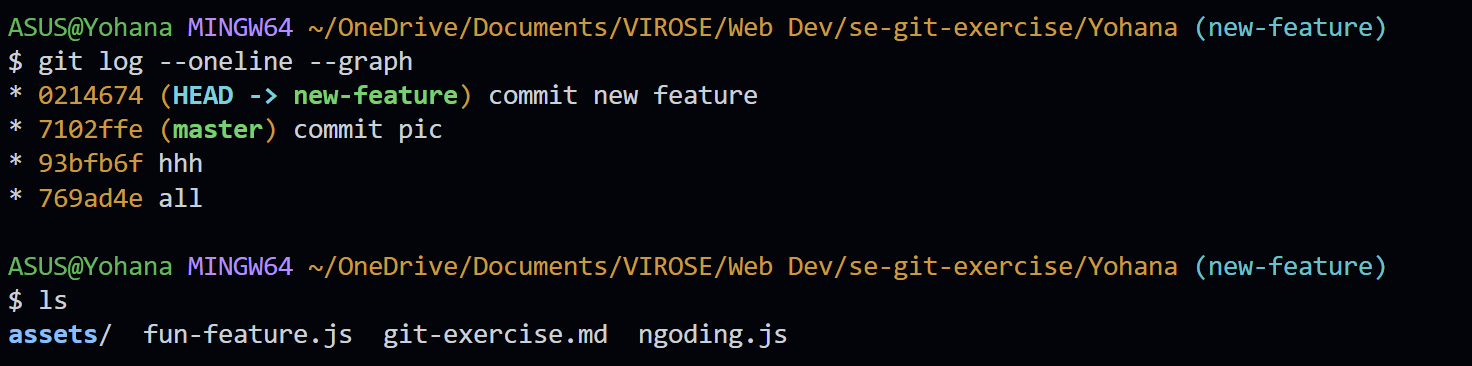 ASUS@Yohana MINGW64 ~/OneDrive/Documents/VIROSE/Web Dev/se-git-exercise/Yohana (new-feature)
$ git log --oneline --graph
* 0214674 (HEAD -> new-feature) commit new feature
* 7102ffe (master) commit pic
* 93bfb6f hhh
* 769ad4e all
ASUS@Yohana MINGW64 ~/OneDrive/Documents/VIROSE/Web Dev/se-git-exercise/Yohana (new-feature)
$ ls
assets/  fun-feature.js  git-exercise.md  ngoding.js